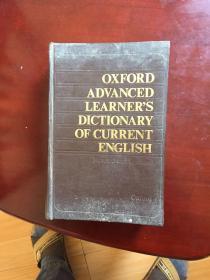 OXFORD
ADVANCED
LEARNER'S
DICTIONARY
OF CURRENT
ENGLISH